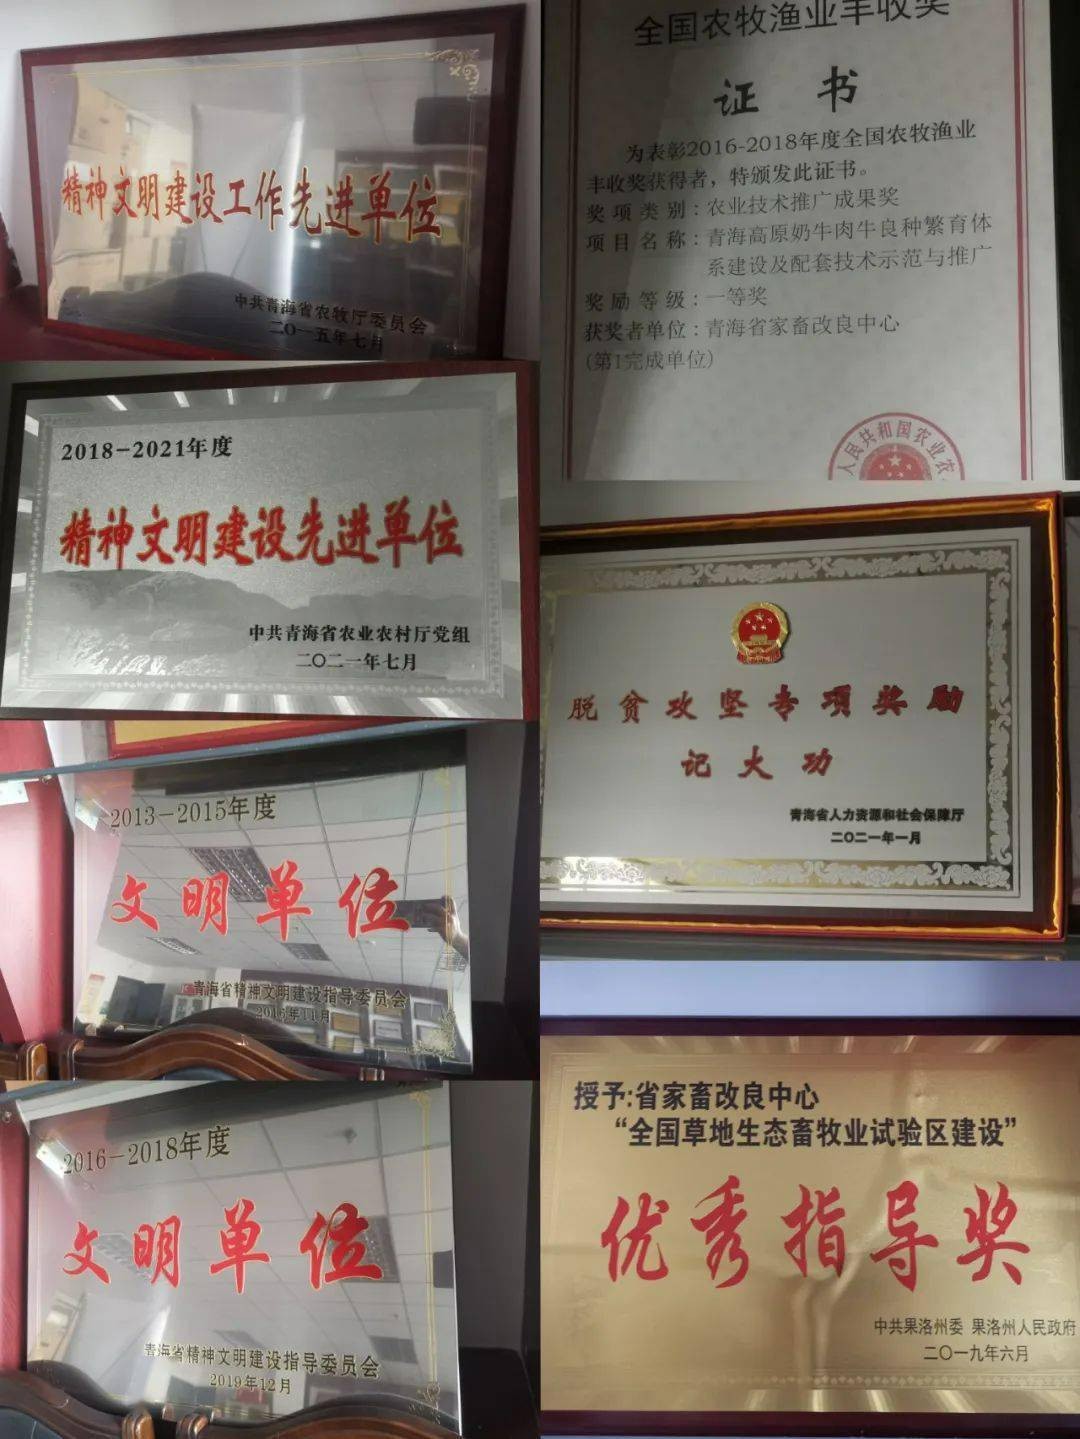 精神文明建设工作先进单位
中共青海省农牧厅委员会
二〇一五年七月
2018-2021年度
精神文明建设先进单位
中共青海省农业农村厅党组
二〇二一年七月
2013-2015年度
文明单位
青海省精神文明建设指导委员会
2016-2018年度
文明单位
青海省精神文明建设指导委员会
2019年12月
全国农牧渔业丰收奖
证书
为表彰2016-2018年度全国农牧渔业
丰收奖获得者，特颁发此证书。
奖项类别：农业技术推广成果奖
项目名称：青海高原奶牛肉牛良种繁育体
系建设及配套技术示范与推广
奖励等级：一等奖
获奖者单位：青海省家畜改良中心
(第1完成单位)
人民共和国农业农
脱贫攻坚专项奖励
记大功
青海省人力资源和社会保障厅
二〇二一年一月
授予:省家畜改良中心
“全国草地生态畜牧业试验区建设”
优秀指导奖
中共果洛州委 果洛州人民政府
二〇一九年六月